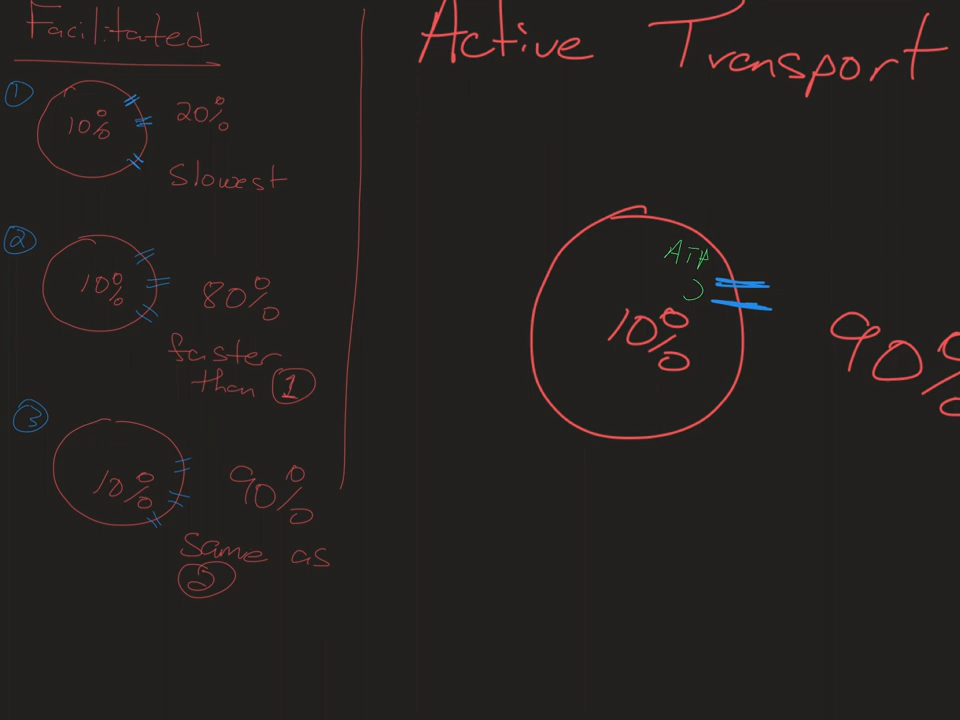 Facilitated
1
10%
20%
Slowest
2
10%
80%
faster
than 1
3
10%
90%
same as
2
Active Transport
ATP
10%
90%